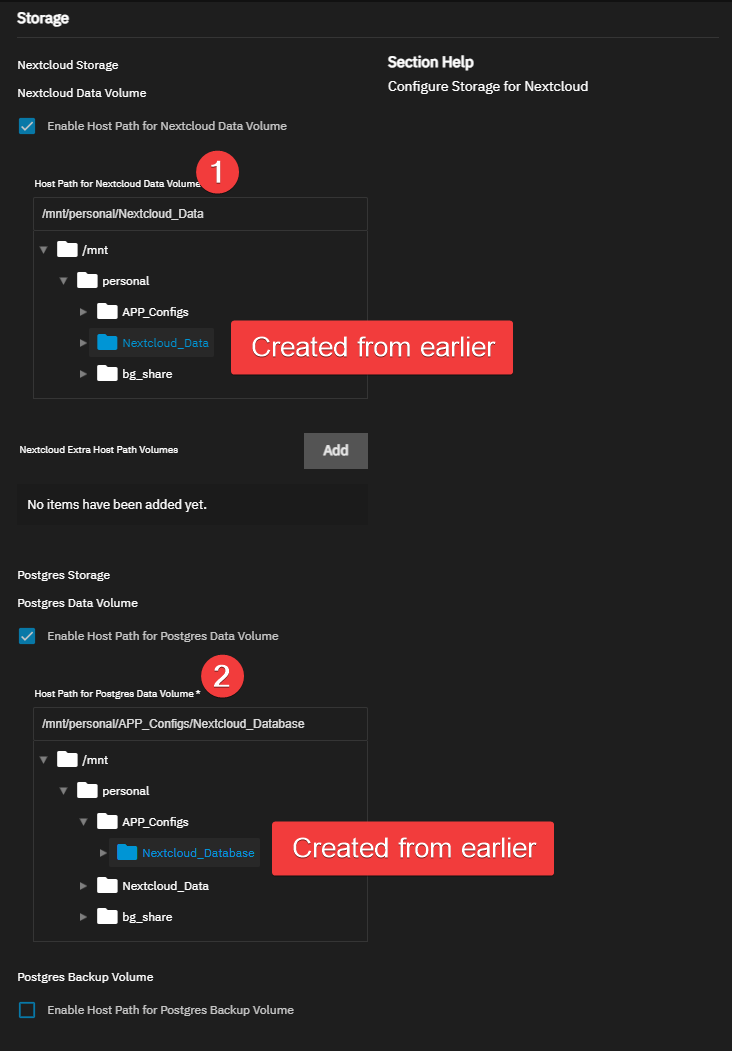 Storage
Nextcloud Storage
Section Help
Nextcloud Data Volume
Configure Storage for Nextcloud
Enable Host Path for Nextcloud Data Volume
1
Host Path for Nextcloud Data Volume
/mnt/personal/Nextcloud_Data
/mnt
personal
APP_Configs
Nextcloud_Data
Created from earlier
bg_share
Nextcloud Extra Host Path Volumes
Add
No items have been added yet.
Postgres Storage
Postgres Data Volume
Enable Host Path for Postgres Data Volume
2
Host Path for Postgres Data Volume *
/mnt/personal/APP_Configs/Nextcloud_Database
/mnt
personal
APP_Configs
Nextcloud_Database
Created from earlier
Nextcloud_Data
bg_share
Postgres Backup Volume
Enable Host Path for Postgres Backup Volume